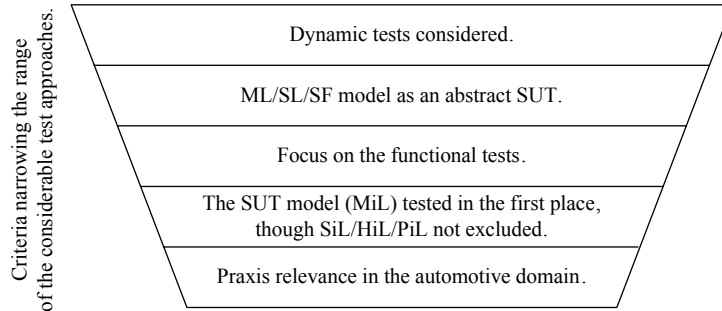 Criteria narrowing the range
of the considerable test approaches.
Dynamic tests considered.
ML/SL/SF model as an abstract SUT.
Focus on the functional tests.
The SUT model (MiL) tested in the first place,
though SiL/HiL/PiL not excluded.
Praxis relevance in the automotive domain.